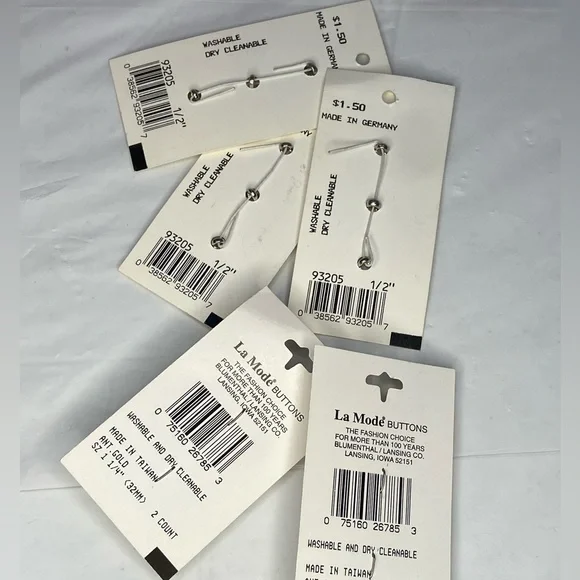 WASHABLE
DRY CLEANABLE
MADE IN GERMANY
$1.50
93205
1/2"
0 38562 93205 7
WASHABLE
DRY CLEANABLE
93205 1/2"
0 38562 93205 7
$1.50
MADE IN GERMANY
WASHABLE
DRY CLEANABLE
93205 1/2"
0 38562 93205 7
La Mode BUTTONS
THE FASHION CHOICE
FOR MORE THAN 100 YEARS
BLUMENTHAL / LANSING CO.
LANSING, IOWA 52151
0 75160 26785 3
WASHABLE AND DRY CLEANABLE
MADE IN TAIWAN
ANT GOLD
SZ 1 1/4" (32MM)
2 COUNT
La Mode® BUTTONS
THE FASHION CHOICE
FOR MORE THAN 100 YEARS
BLUMENTHAL / LANSING CO.
LANSING, IOWA 52151
0 75160 26785 3
WASHABLE AND DRY CLEANABLE
MADE IN TAIWAN